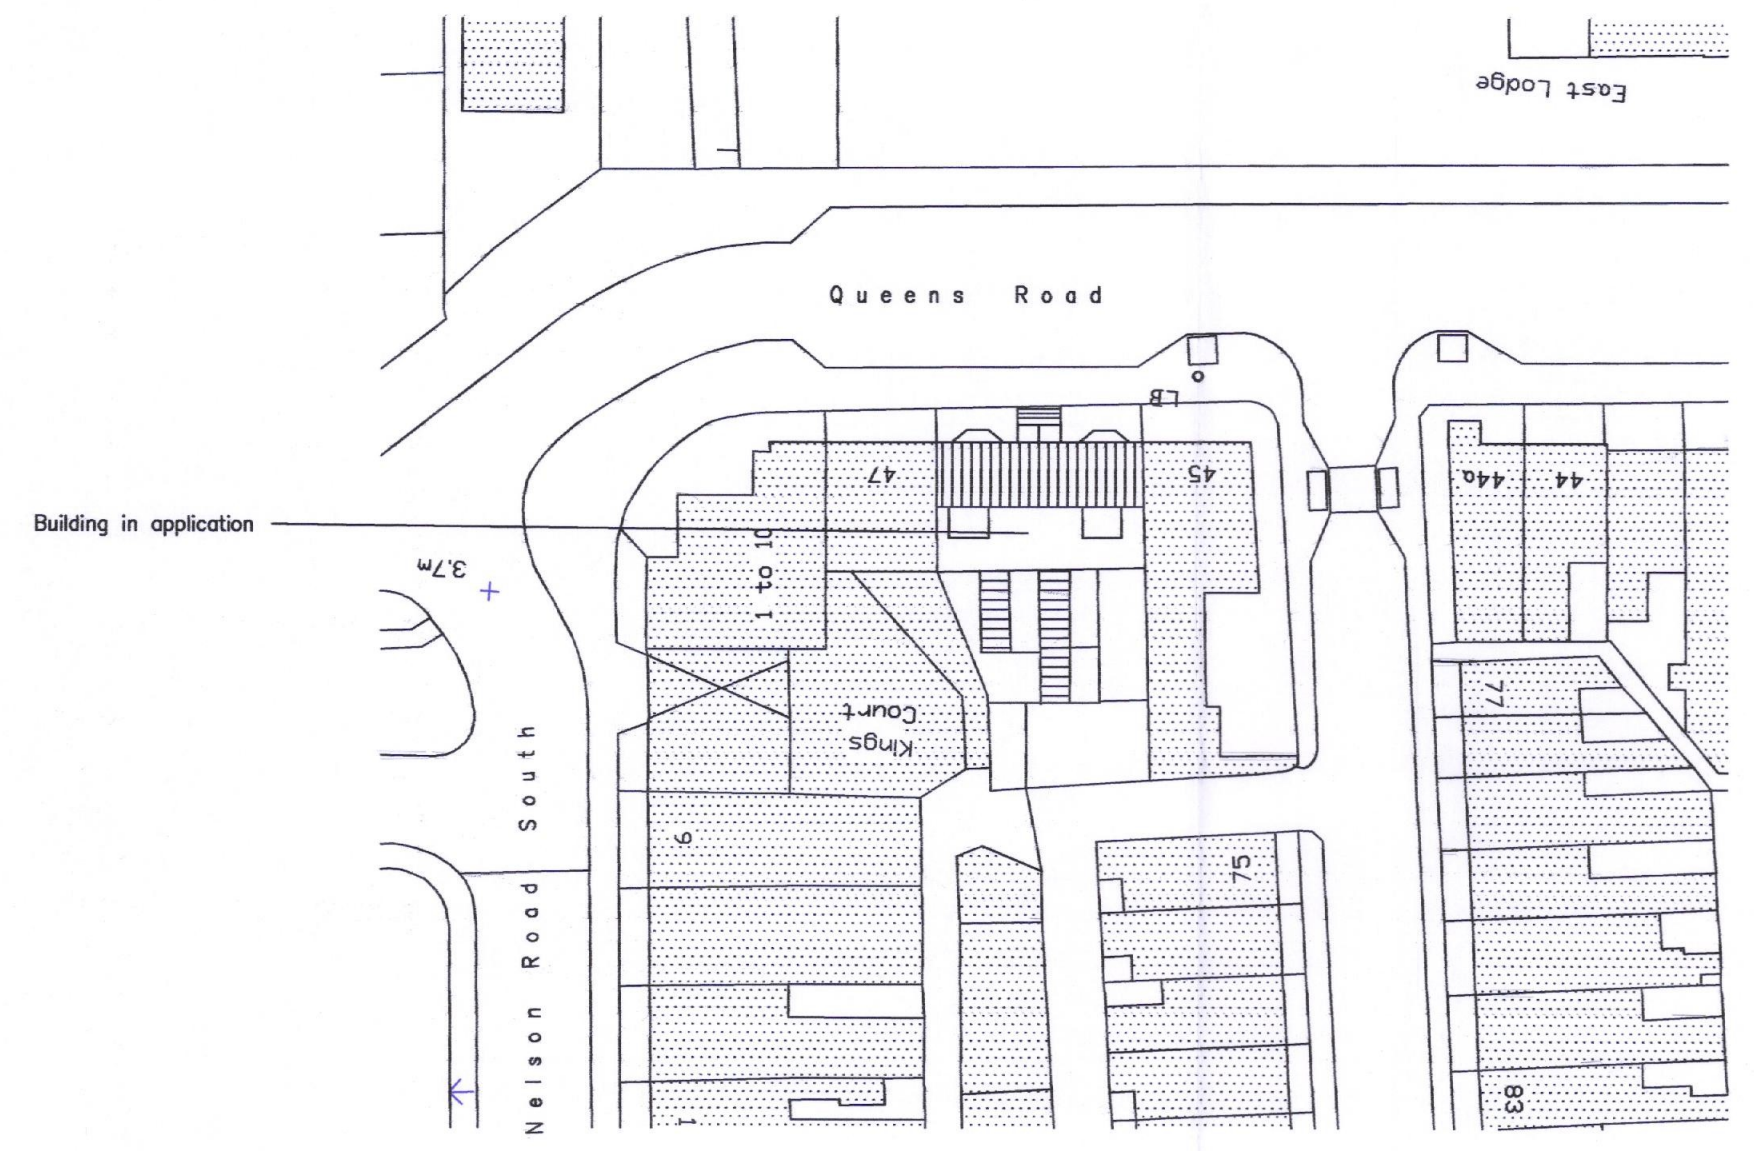 East Lodge
Queens Road
LB
47
45
44a
44
Building in application
1 to 10
3.7m
Kings
Court
77
Nelson Road South
9
75
83
1